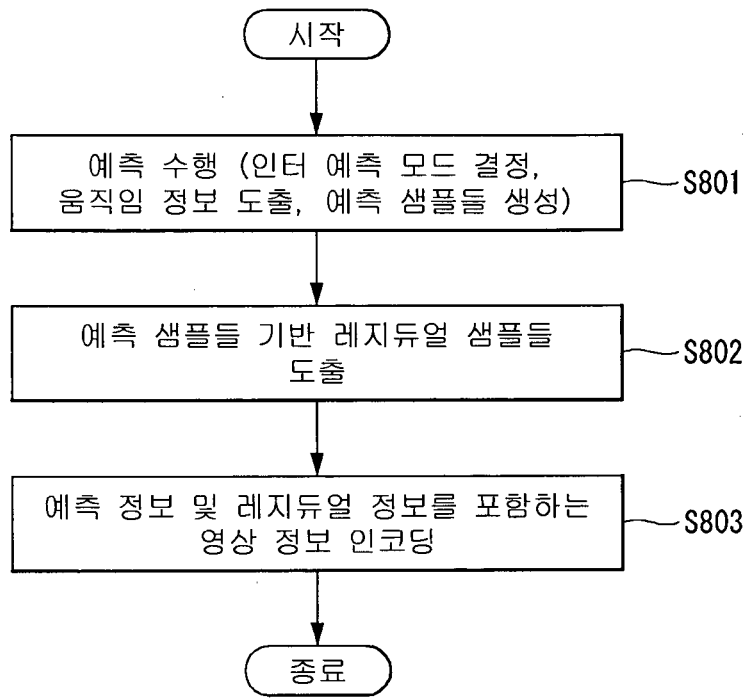 시작
예측 수행 (인터 예측 모드 결정,
움직임 정보 도출, 예측 샘플들 생성)
S801
예측 샘플들 기반 레지듀얼 샘플들
도출
S802
예측 정보 및 레지듀얼 정보를 포함하는
영상 정보 인코딩
S803
종료